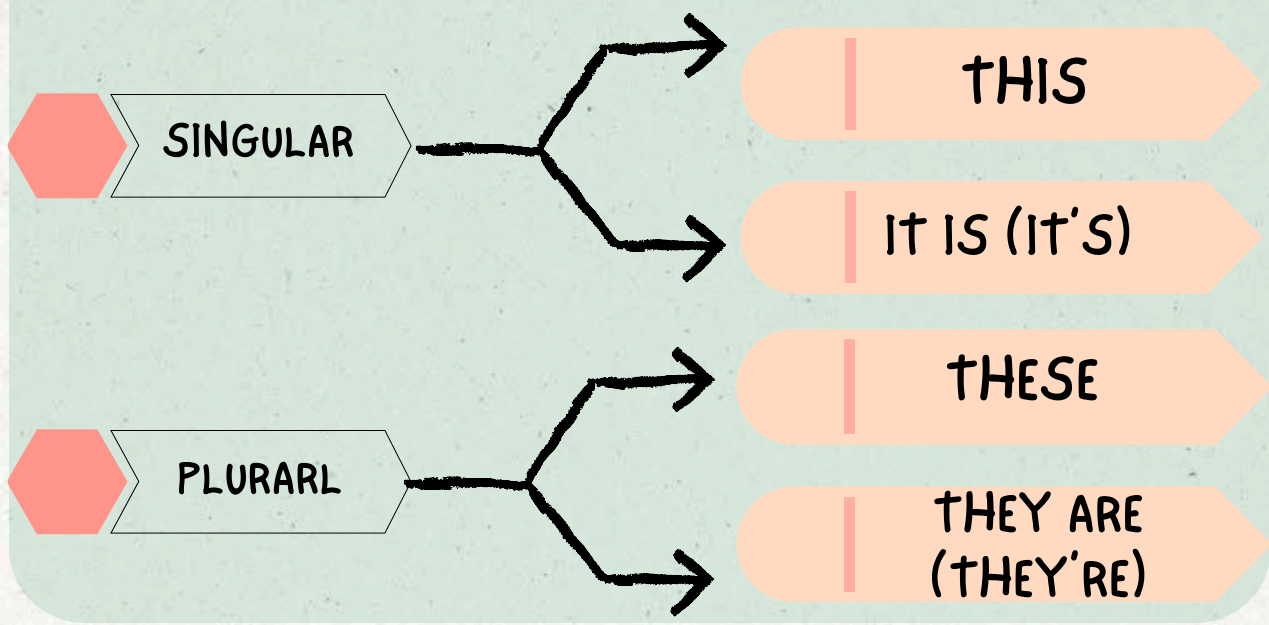 SINGULAR
THIS
IT IS (IT'S)
PLURARL
THESE
THEY ARE
(THEY'RE)